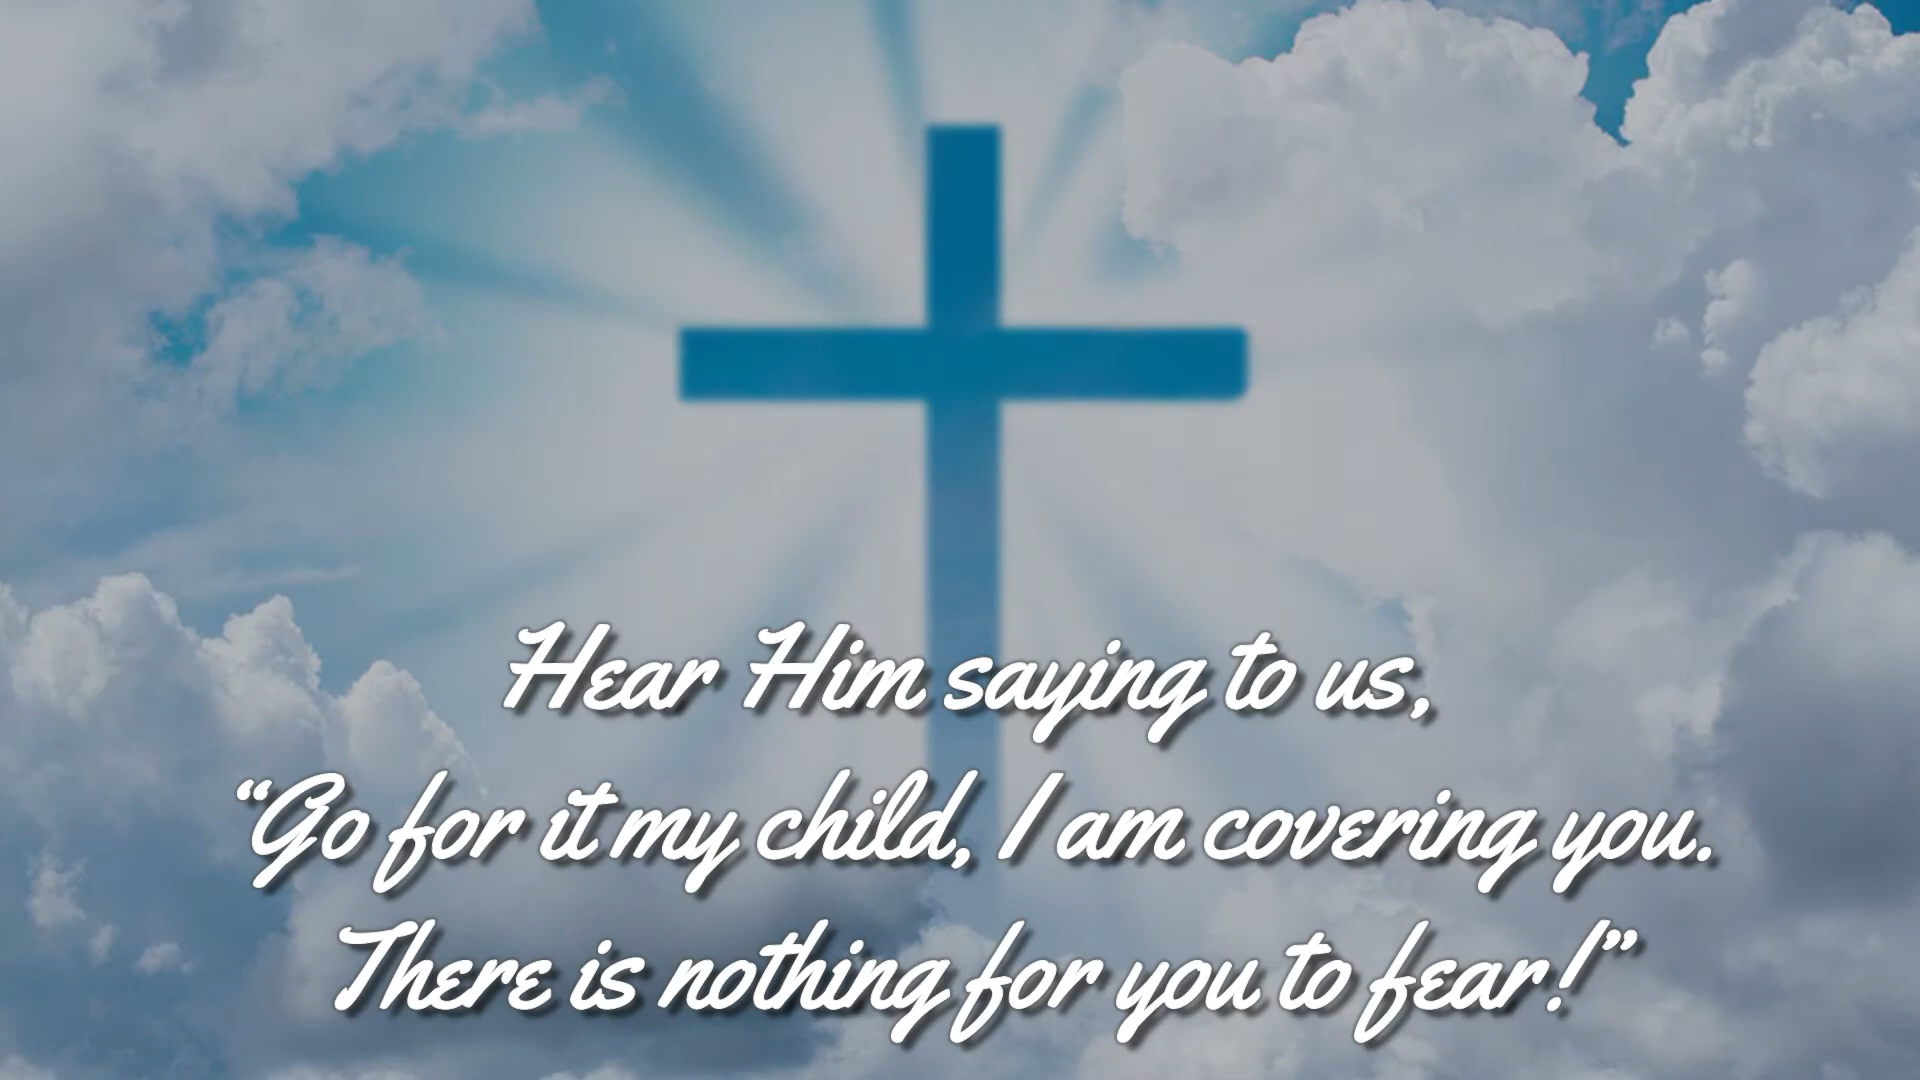 Hear Him saying to us,
“Go for it my child, I am covering you.
There is nothing for you to fear!”